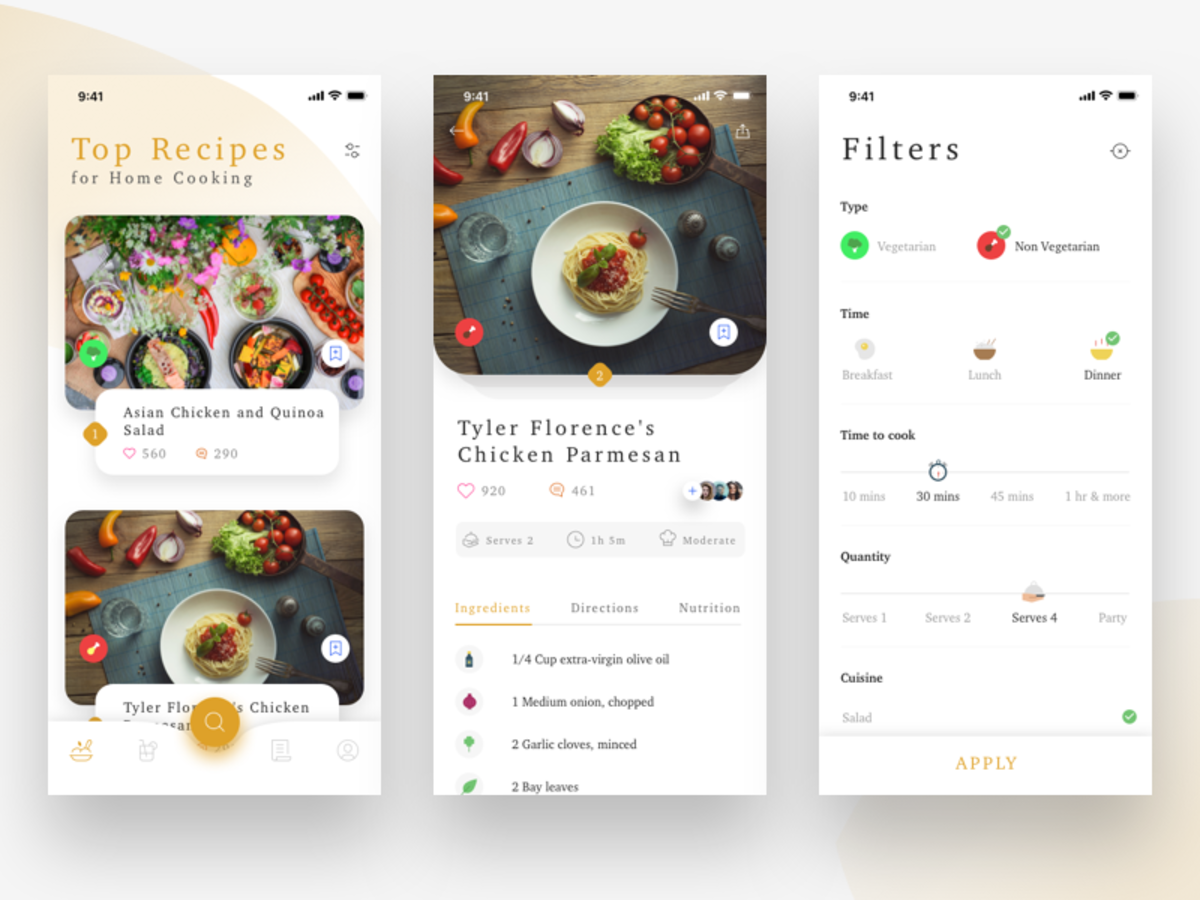 9:41
Top Recipes
for Home Cooking
Asian Chicken and Quinoa
Salad
1
560 290
Tyler Chicken
9:41
2
Tyler Florence's
Chicken Parmesan
920 461
Serves 2 1h 5m Moderate
Ingredients Directions Nutrition
1/4 Cup extra-virgin olive oil
1 Medium onion, chopped
2 Garlic cloves, minced
2 Bay leaves
9:41
Filters
Type
Vegetarian Non Vegetarian
Time
Breakfast Lunch Dinner
Time to cook
10 mins 30 mins 45 mins 1 hr & more
Quantity
Serves 1 Serves 2 Serves 4 Party
Cuisine
Salad
APPLY